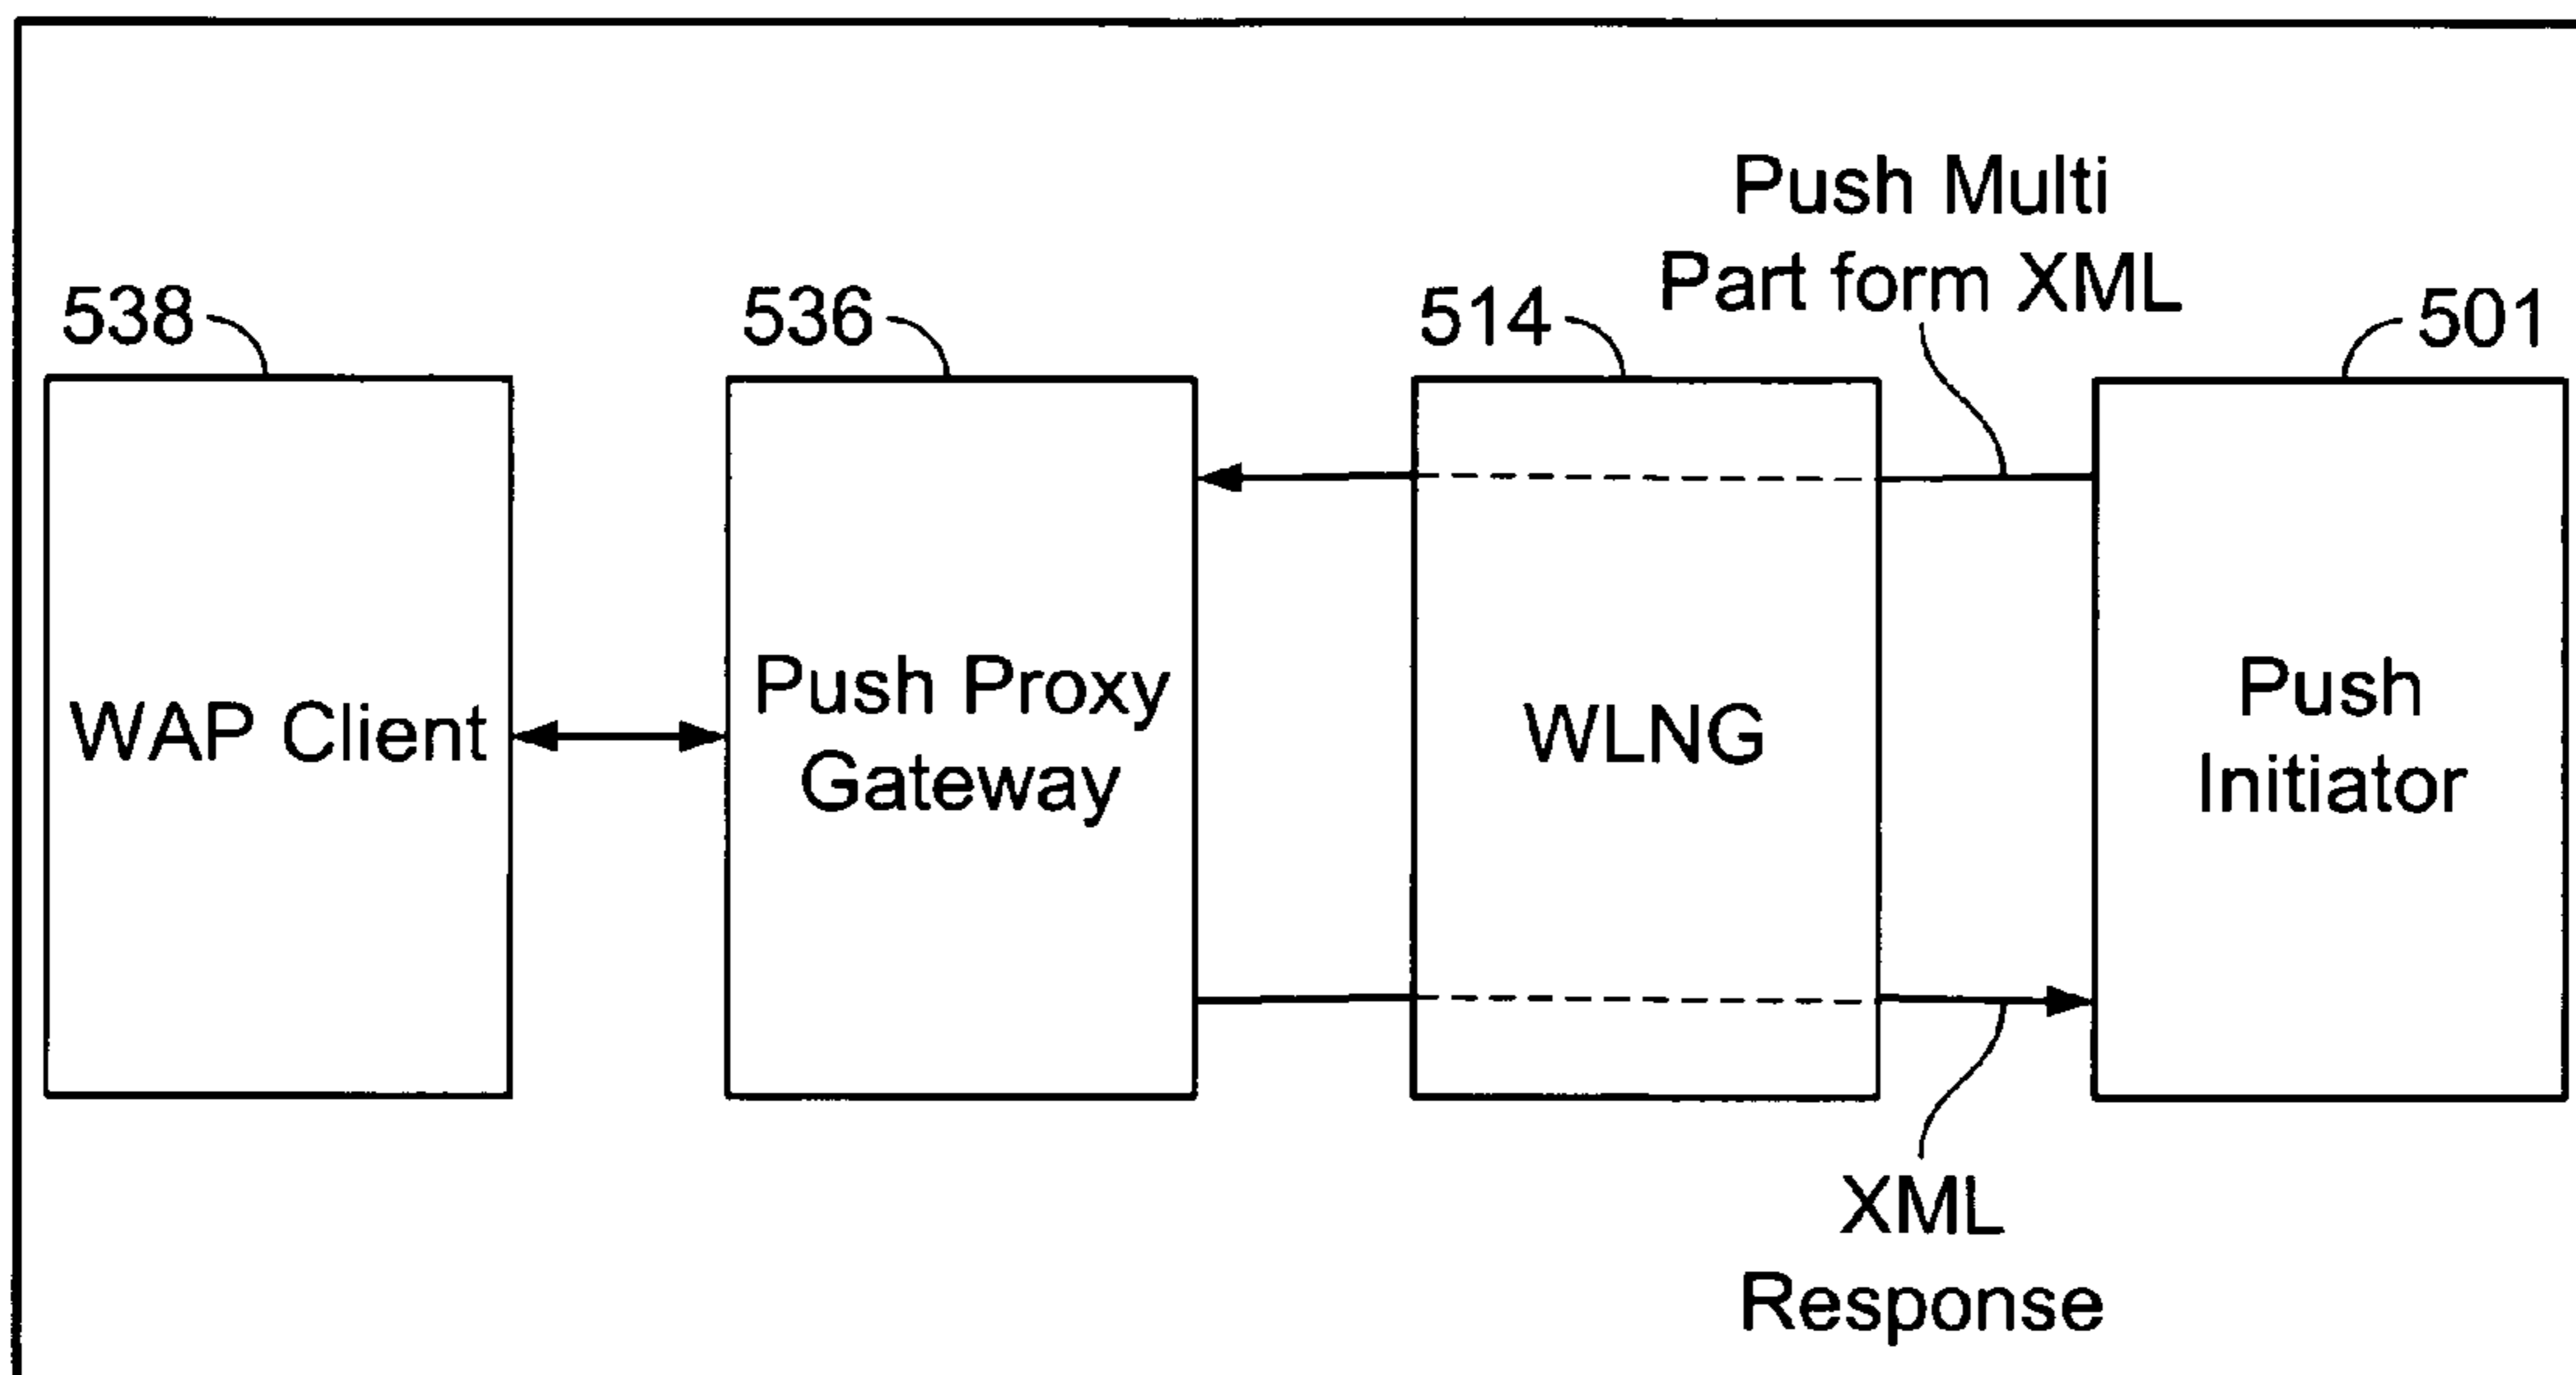 Push Multi
Part form XML
538
536
514
501
WAP Client
Push Proxy
Gateway
WLNG
Push
Initiator
XML
Response